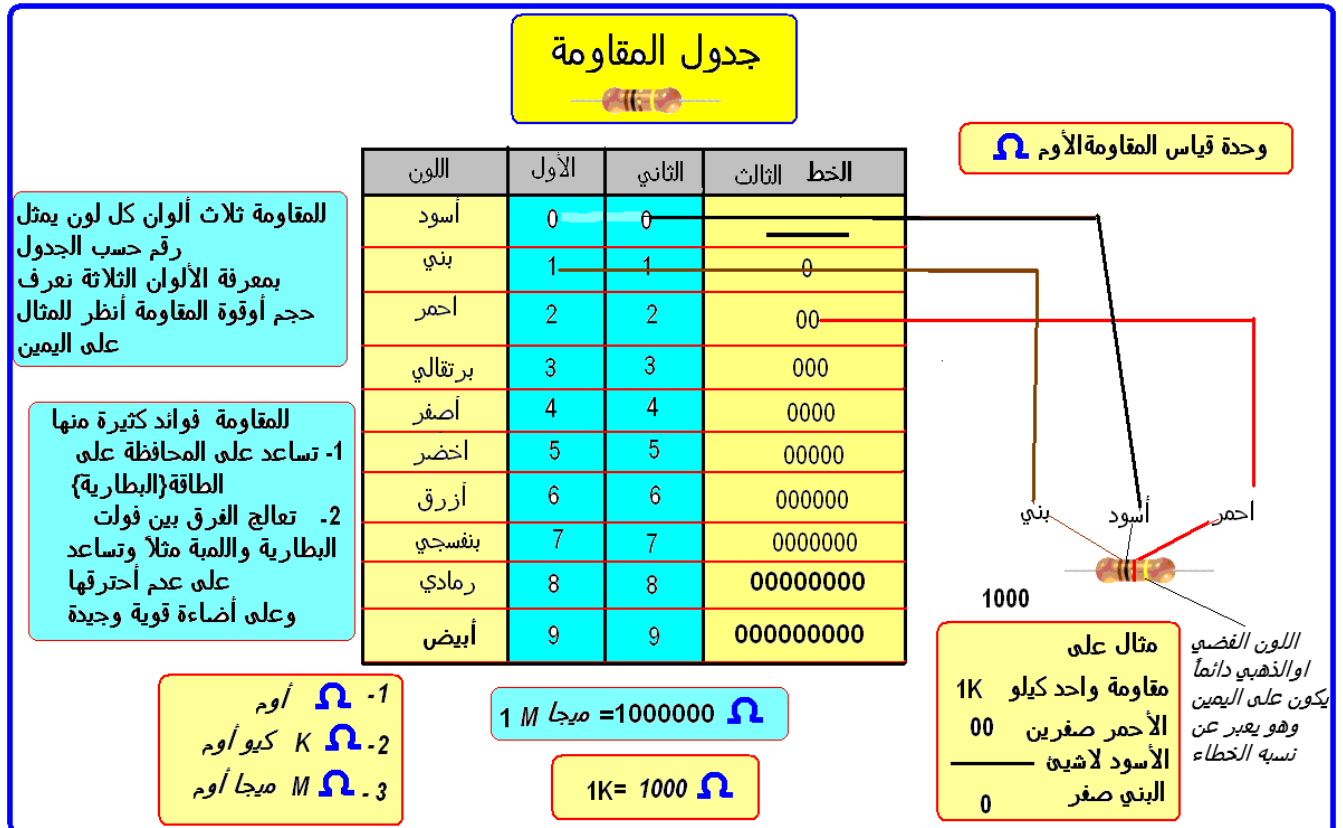 جدول المقاومة
وحدة قياس المقاومةالأوم Ω
اللون الأول الثاني الخط الثالث
أسود 0 0 ــــــ
بني 1 1 0
احمر 2 2 00
برتقالي 3 3 000
أصفر 4 4 0000
اخضر 5 5 00000
أزرق 6 6 000000
بنفسجي 7 7 0000000
رمادي 8 8 00000000
أبيض 9 9 000000000
للمقاومة ثلاث ألوان كل لون يمثل
رقم حسب الجدول
بمعرفة الألوان الثلاثة نعرف
حجم أوقوة المقاومة أنظر للمثال
على اليمين
للمقاومة فوائد كثيرة منها
1- تساعد على المحافظة على
الطاقة{البطارية}
2- تعالج الفرق بين فولت
البطارية واللمبة مثلاً وتساعد
على عدم أحترقها
وعلى أضاءة قوية وجيدة
احمر أسود بني
1000
مثال على
مقاومة واحد كيلو 1K
الأحمر صفرين 00
الأسود لاشيئ ــــــ
البني صفر 0
اللون الفضي
اوالذهبي دائماً
يكون على اليمين
وهو يعبر عن
نسبه الخطاء
1- Ω أوم
2- Ω K كيو أوم
3- Ω M ميجا أوم
1 M ميجا =1000000 Ω
1K= 1000 Ω